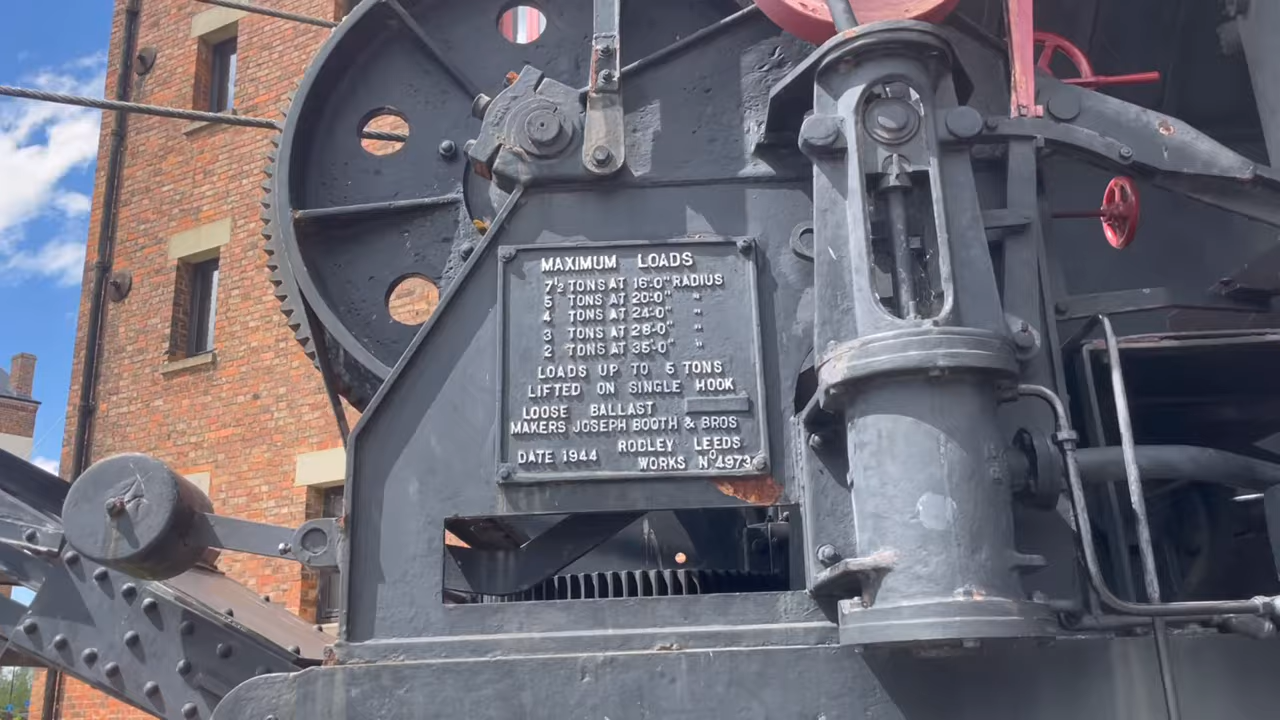 MAXIMUM LOADS
7½ TONS AT 16'.0" RADIUS
5 TONS AT 20'.0" "
4 TONS AT 24'.0" "
3 TONS AT 28'.0" "
2 TONS AT 35'.0" "
LOADS UP TO 5 TONS
LIFTED ON SINGLE HOOK
LOOSE BALLAST
MAKERS JOSEPH BOOTH & BROS
RODLEY LEEDS
DATE 1944 WORKS Nº 4973